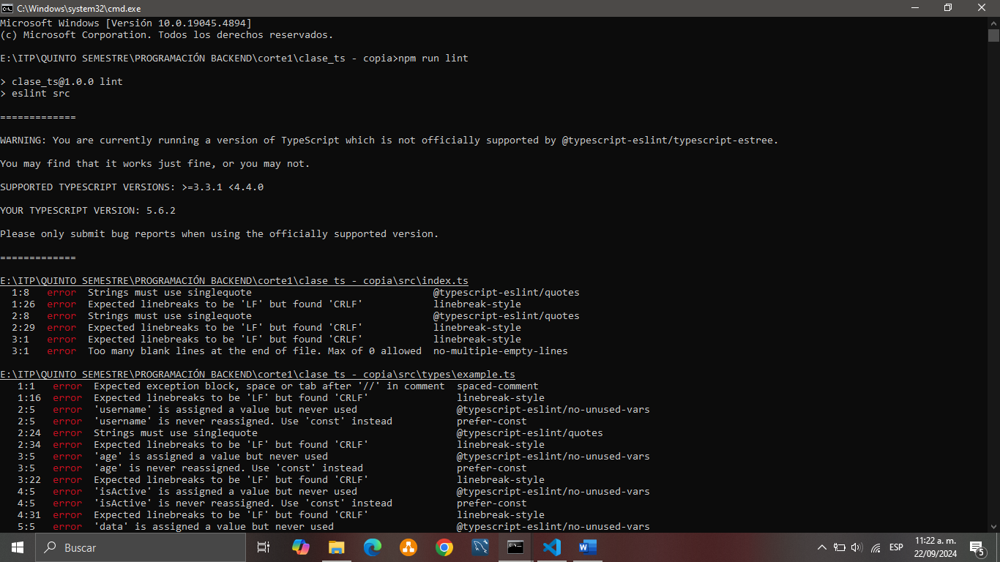 C:\Windows\system32\cmd.exe
Microsoft Windows [Versión 10.0.19045.4894]
(c) Microsoft Corporation. Todos los derechos reservados.
E:\ITP\QUINTO SEMESTRE\PROGRAMACIÓN BACKEND\corte1\clase_ts - copia>npm run lint
> clase_ts@1.0.0 lint
> eslint src
=============
WARNING: You are currently running a version of TypeScript which is not officially supported by @typescript-eslint/typescript-estree.
You may find that it works just fine, or you may not.
SUPPORTED TYPESCRIPT VERSIONS: >=3.3.1 <4.4.0
YOUR TYPESCRIPT VERSION: 5.6.2
Please only submit bug reports when using the officially supported version.
=============
E:\ITP\QUINTO SEMESTRE\PROGRAMACIÓN BACKEND\corte1\clase_ts - copia\src\index.ts
1:8 error Strings must use singlequote @typescript-eslint/quotes
1:26 error Expected linebreaks to be 'LF' but found 'CRLF' linebreak-style
2:8 error Strings must use singlequote @typescript-eslint/quotes
2:29 error Expected linebreaks to be 'LF' but found 'CRLF' linebreak-style
3:1 error Expected linebreaks to be 'LF' but found 'CRLF' linebreak-style
3:1 error Too many blank lines at the end of file. Max of 0 allowed no-multiple-empty-lines
E:\ITP\QUINTO SEMESTRE\PROGRAMACIÓN BACKEND\corte1\clase_ts - copia\src\types\example.ts
1:1 error Expected exception block, space or tab after '//' in comment spaced-comment
1:16 error Expected linebreaks to be 'LF' but found 'CRLF' linebreak-style
2:5 error 'username' is assigned a value but never used @typescript-eslint/no-unused-vars
2:5 error 'username' is never reassigned. Use 'const' instead prefer-const
2:24 error Strings must use singlequote @typescript-eslint/quotes
2:34 error Expected linebreaks to be 'LF' but found 'CRLF' linebreak-style
3:5 error 'age' is assigned a value but never used @typescript-eslint/no-unused-vars
3:5 error 'age' is never reassigned. Use 'const' instead prefer-const
3:22 error Expected linebreaks to be 'LF' but found 'CRLF' linebreak-style
4:5 error 'isActive' is assigned a value but never used @typescript-eslint/no-unused-vars
4:5 error 'isActive' is never reassigned. Use 'const' instead prefer-const
4:31 error Expected linebreaks to be 'LF' but found 'CRLF' linebreak-style
5:5 error 'data' is assigned a value but never used @typescript-eslint/no-unused-vars
Buscar
ESP
11:22 a. m.
22/09/2024
5